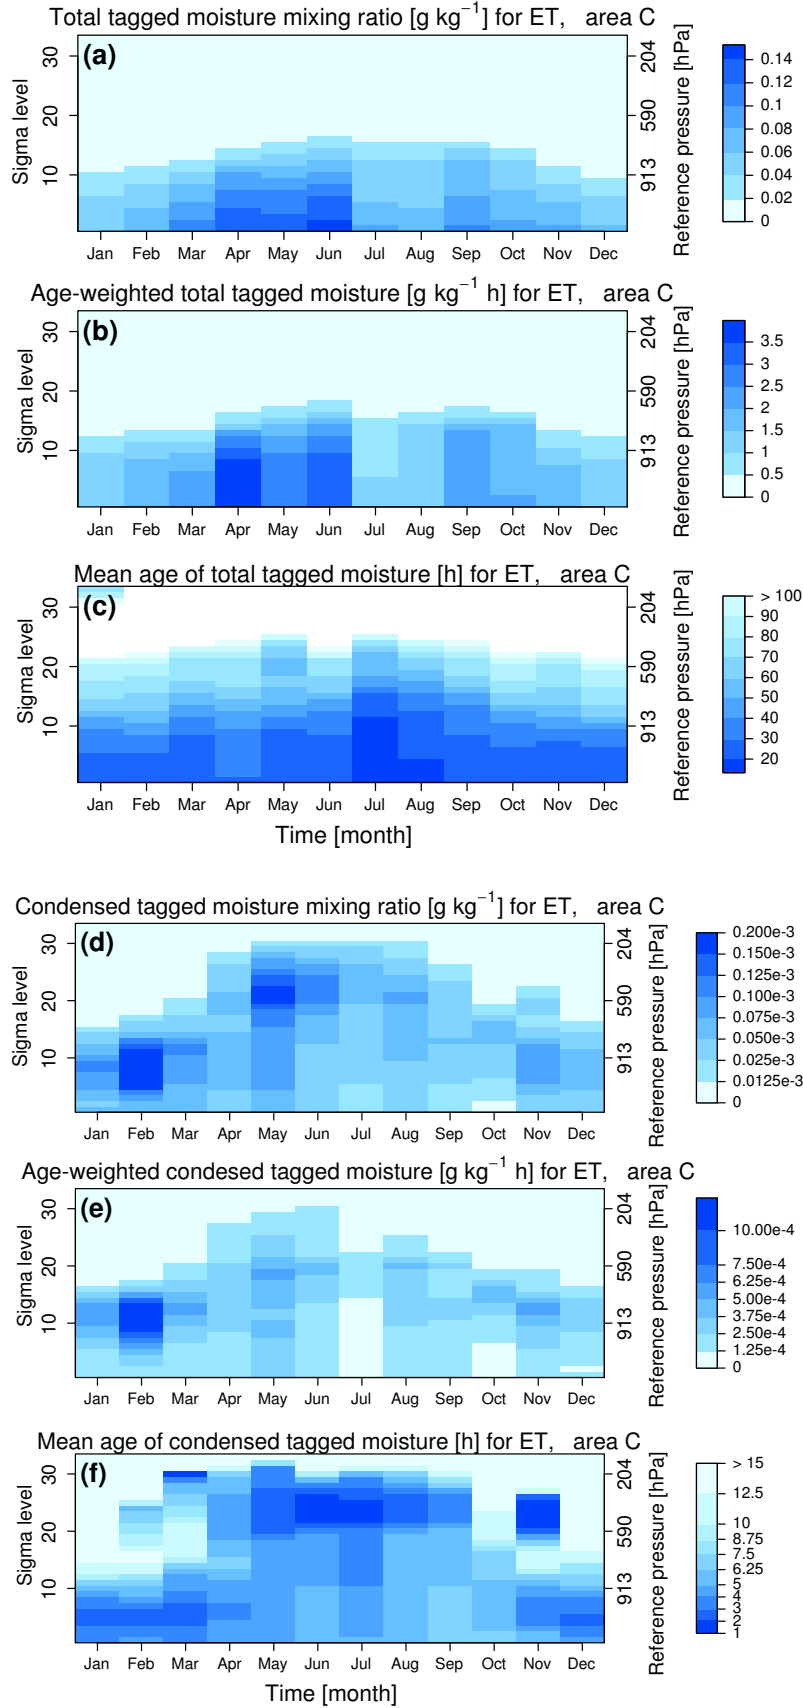 Total tagged moisture mixing ratio [g kg−1] for ET, area C
(a)
Sigma level
30
20
10
204
590
913
Reference pressure [hPa]
0.14
0.12
0.1
0.08
0.06
0.04
0.02
0
Jan Feb Mar Apr May Jun Jul Aug Sep Oct Nov Dec
Age-weighted total tagged moisture [g kg−1 h] for ET, area C
(b)
Sigma level
30
20
10
204
590
913
Reference pressure [hPa]
3.5
3
2.5
2
1.5
1
0.5
0
Jan Feb Mar Apr May Jun Jul Aug Sep Oct Nov Dec
Mean age of total tagged moisture [h] for ET, area C
(c)
Sigma level
30
20
10
204
590
913
Reference pressure [hPa]
> 100
90
80
70
60
50
40
30
20
Jan Feb Mar Apr May Jun Jul Aug Sep Oct Nov Dec
Time [month]
Condensed tagged moisture mixing ratio [g kg−1] for ET, area C
(d)
Sigma level
30
20
10
204
590
913
Reference pressure [hPa]
0.200e-3
0.150e-3
0.125e-3
0.100e-3
0.075e-3
0.050e-3
0.025e-3
0.0125e-3
0
Jan Feb Mar Apr May Jun Jul Aug Sep Oct Nov Dec
Age-weighted condesed tagged moisture [g kg−1 h] for ET, area C
(e)
Sigma level
30
20
10
204
590
913
Reference pressure [hPa]
10.00e-4
7.50e-4
6.25e-4
5.00e-4
3.75e-4
2.50e-4
1.25e-4
0
Jan Feb Mar Apr May Jun Jul Aug Sep Oct Nov Dec
Mean age of condensed tagged moisture [h] for ET, area C
(f)
Sigma level
30
20
10
204
590
913
Reference pressure [hPa]
> 15
12.5
10
8.75
7.5
6.25
5
4
3
2
1
Jan Feb Mar Apr May Jun Jul Aug Sep Oct Nov Dec
Time [month]